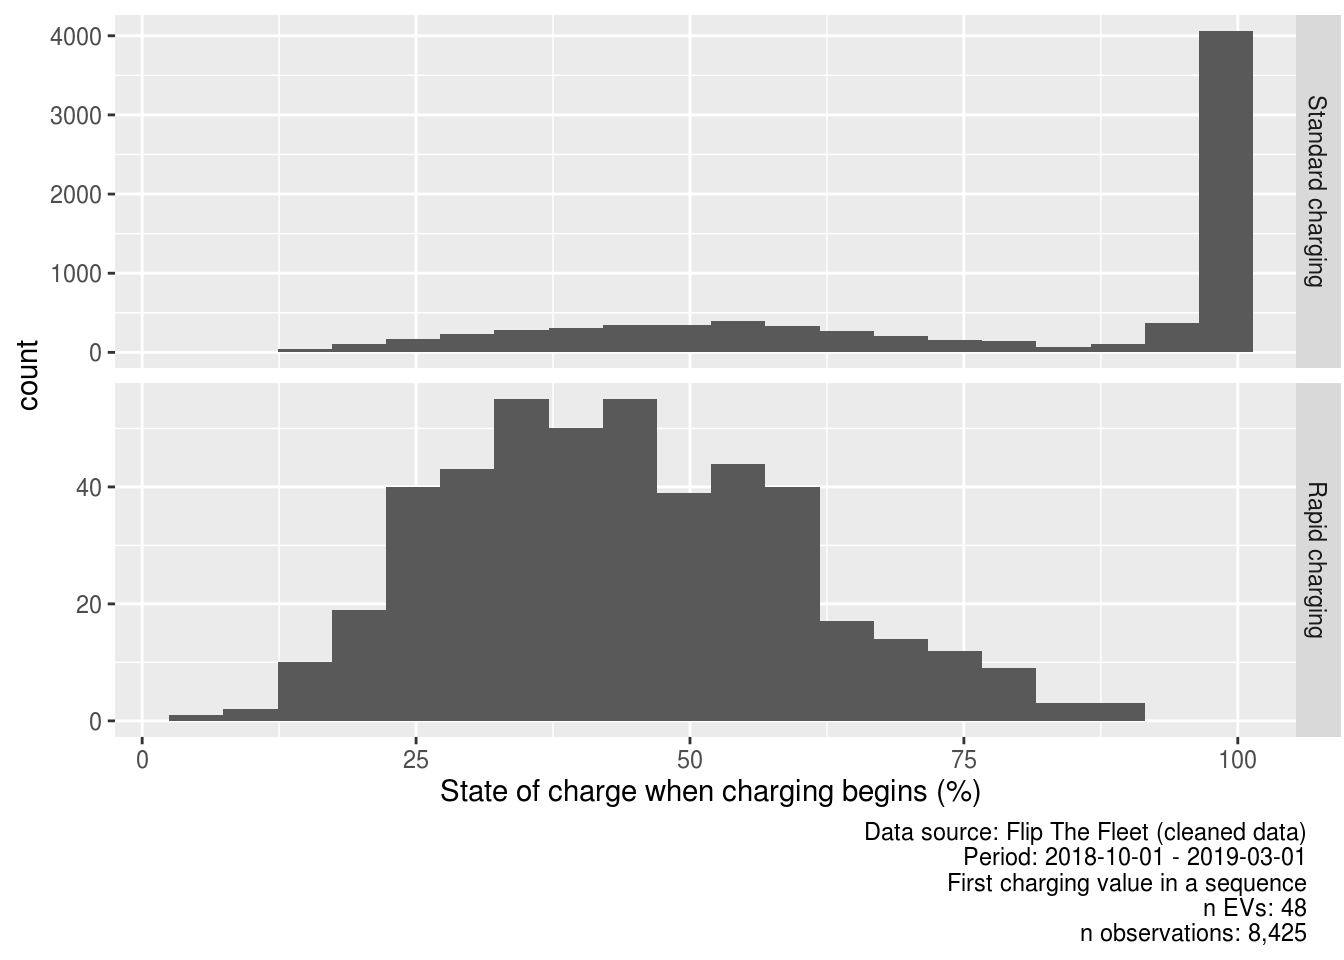 4000
3000
2000
1000
0
Standard charging
count
40
20
0
Rapid charging
0 25 50 75 100
State of charge when charging begins (%)
Data source: Flip The Fleet (cleaned data)
Period: 2018-10-01 - 2019-03-01
First charging value in a sequence
n EVs: 48
n observations: 8,425